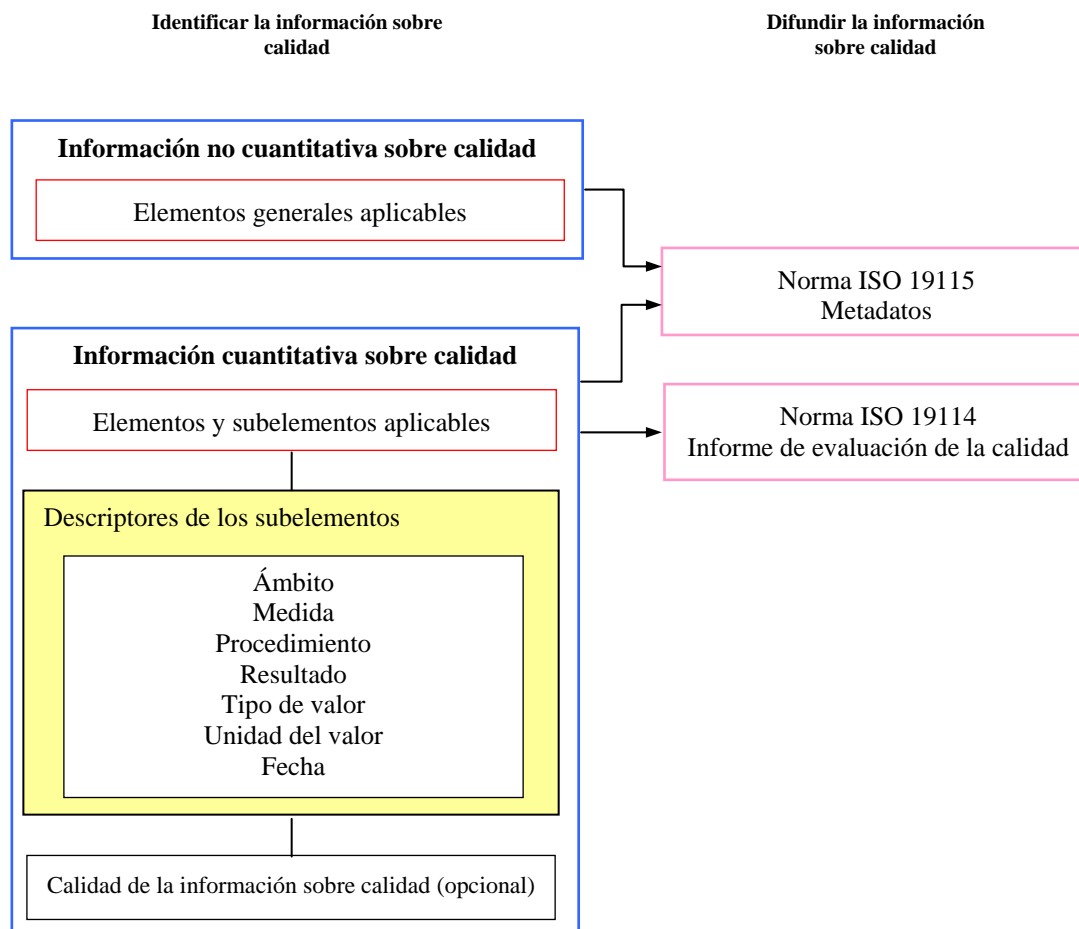 Identificar la información sobre
calidad
Difundir la información
sobre calidad
Información no cuantitativa sobre calidad
Elementos generales aplicables
Norma ISO 19115
Metadatos
Información cuantitativa sobre calidad
Elementos y subelementos aplicables
Norma ISO 19114
Informe de evaluación de la calidad
Descriptores de los subelementos
Ámbito
Medida
Procedimiento
Resultado
Tipo de valor
Unidad del valor
Fecha
Calidad de la información sobre calidad (opcional)